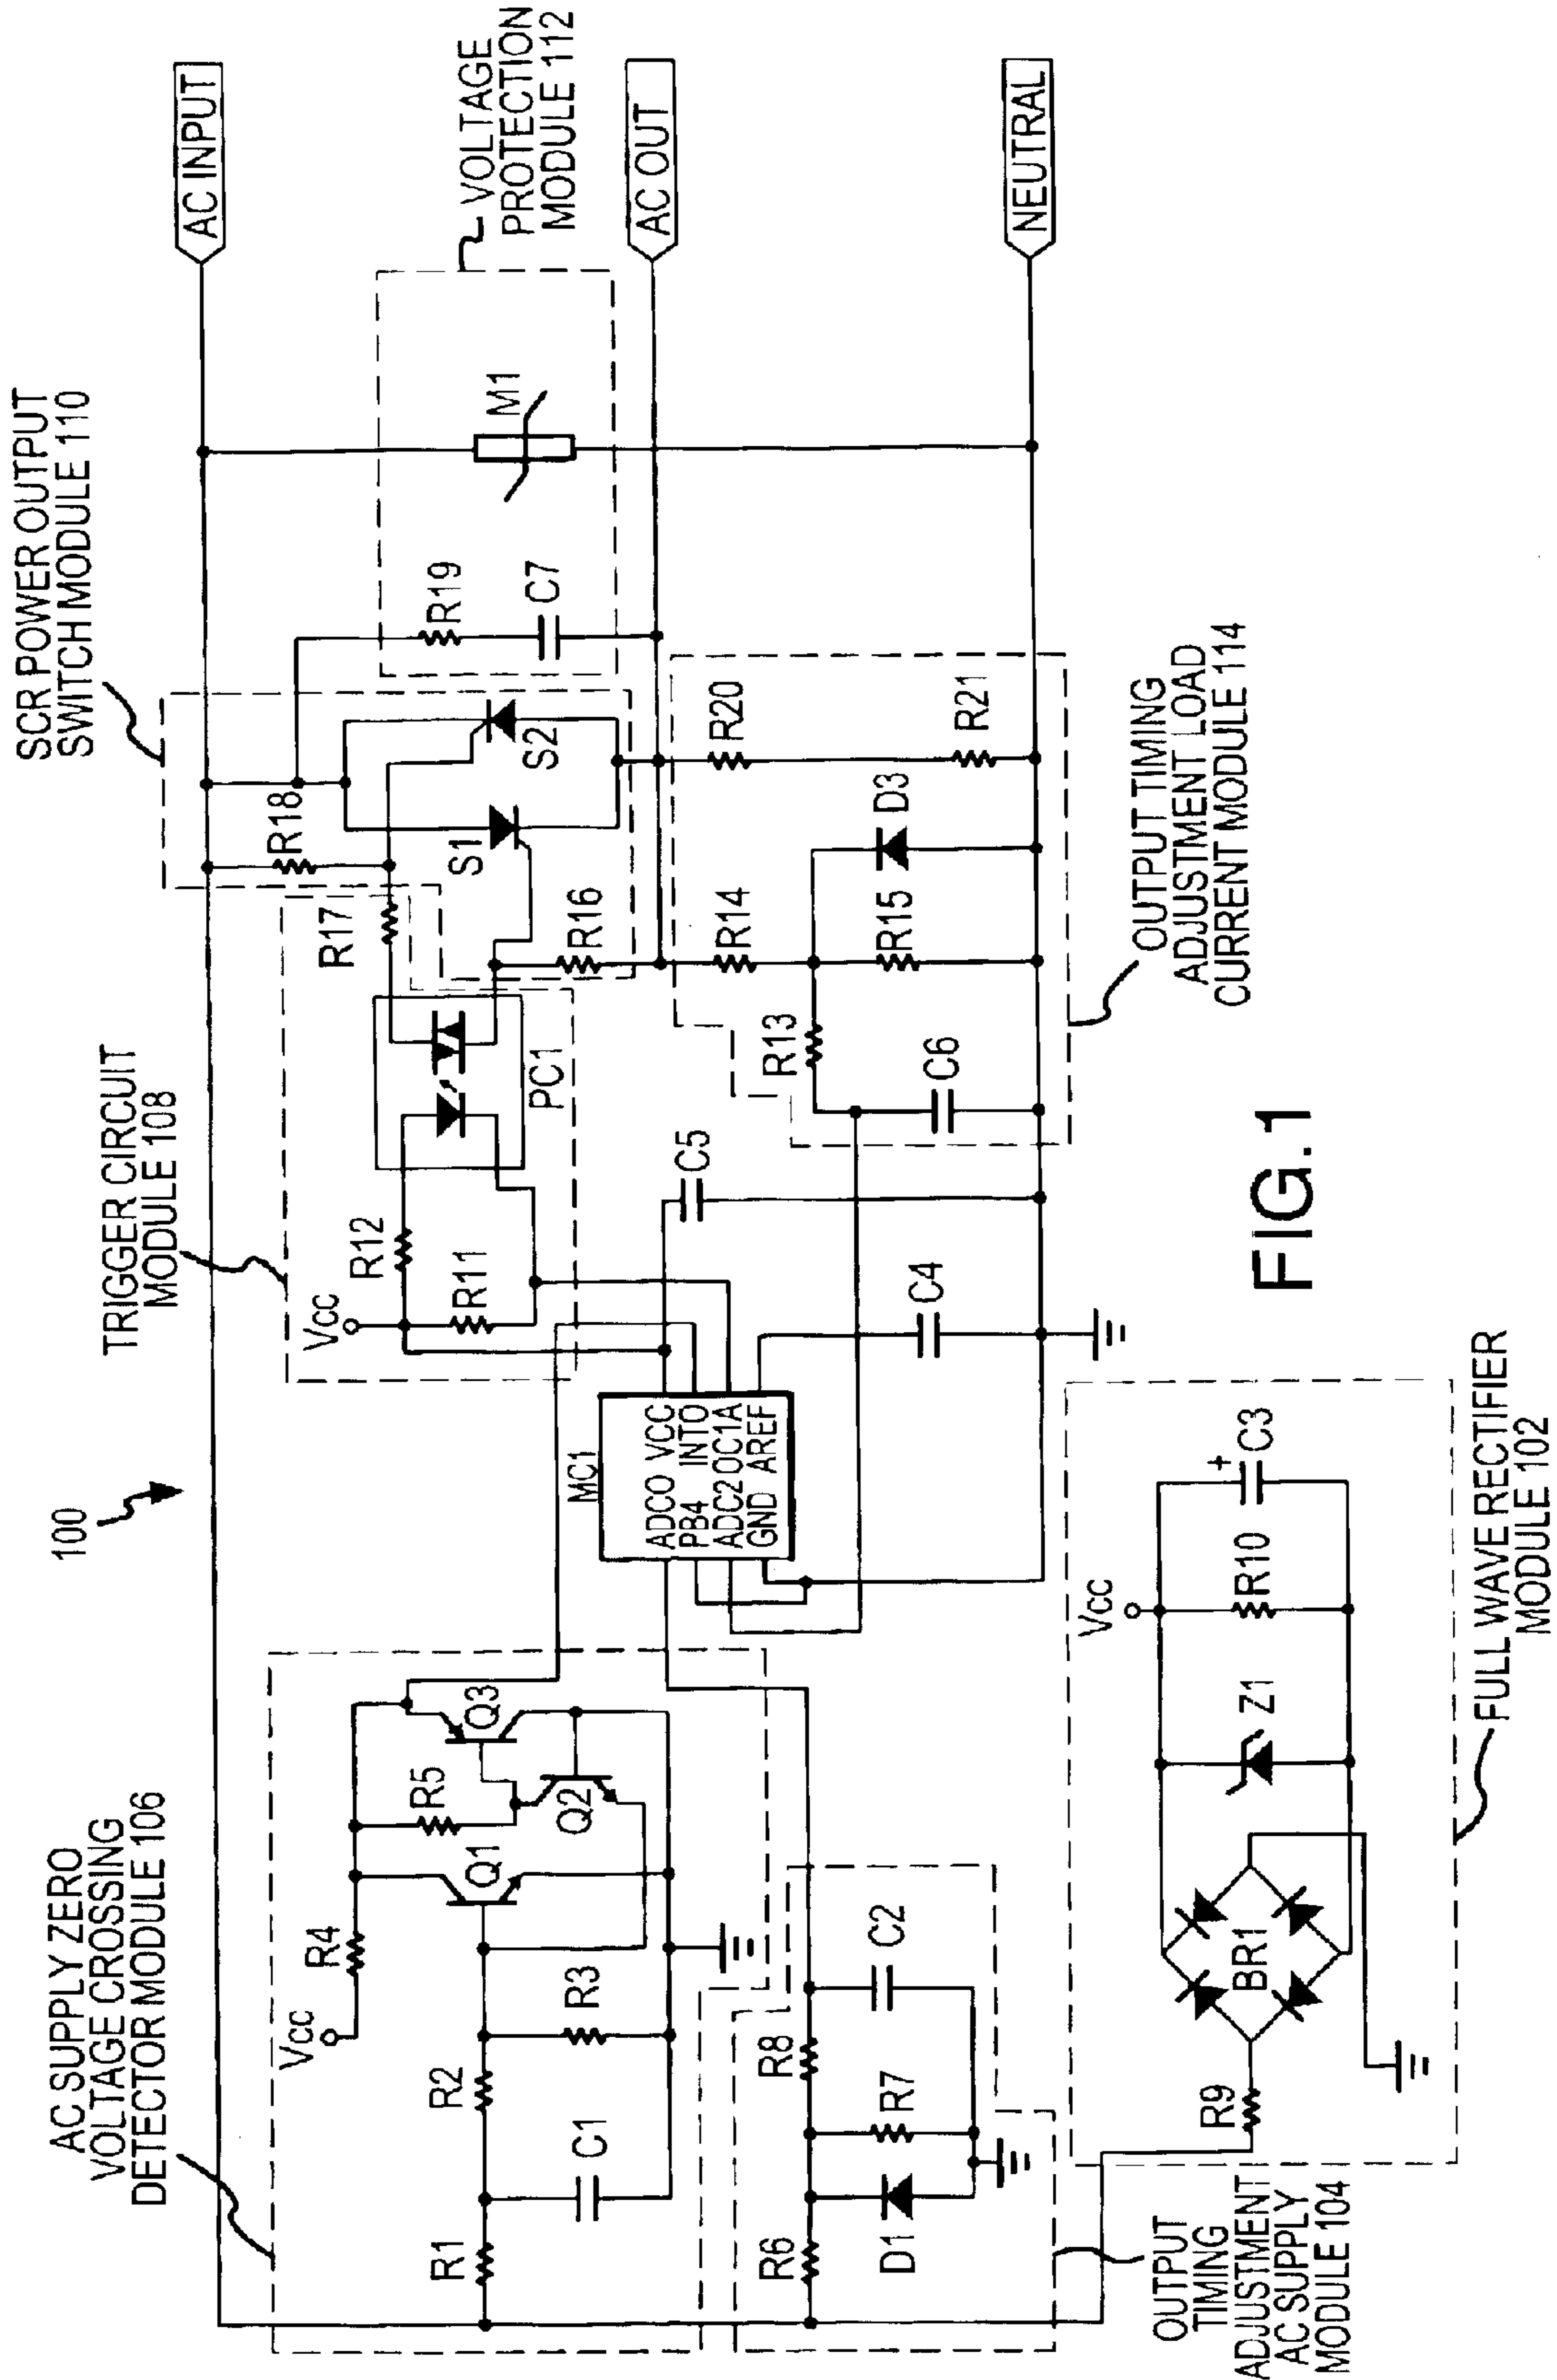 100
AC SUPPLY ZERO
VOLTAGE CROSSING
DETECTOR MODULE 106
TRIGGER CIRCUIT
MODULE 108
SCR POWER OUTPUT
SWITCH MODULE 110
AC INPUT
VOLTAGE
PROTECTION
MODULE 112
AC OUT
NEUTRAL
Vcc
R4
R5
Q3
Q1
Q2
R1
R2
R3
C1
Vcc
R12
R11
PC1
R17
R18
S1
S2
R16
R19
C7
M1
MC1
ADC0 VCC
PB4 INT0
ADC2 OC1A
GND AREF
C5
C4
R13
C6
R14
R15
D3
R20
R21
OUTPUT TIMING
ADJUSTMENT LOAD
CURRENT MODULE 114
R6
D1
R7
R8
C2
OUTPUT
TIMING
ADJUSTMENT
AC SUPPLY
MODULE 104
R9
BR1
Z1
Vcc
R10
+
C3
FULL WAVE RECTIFIER
MODULE 102
FIG.1